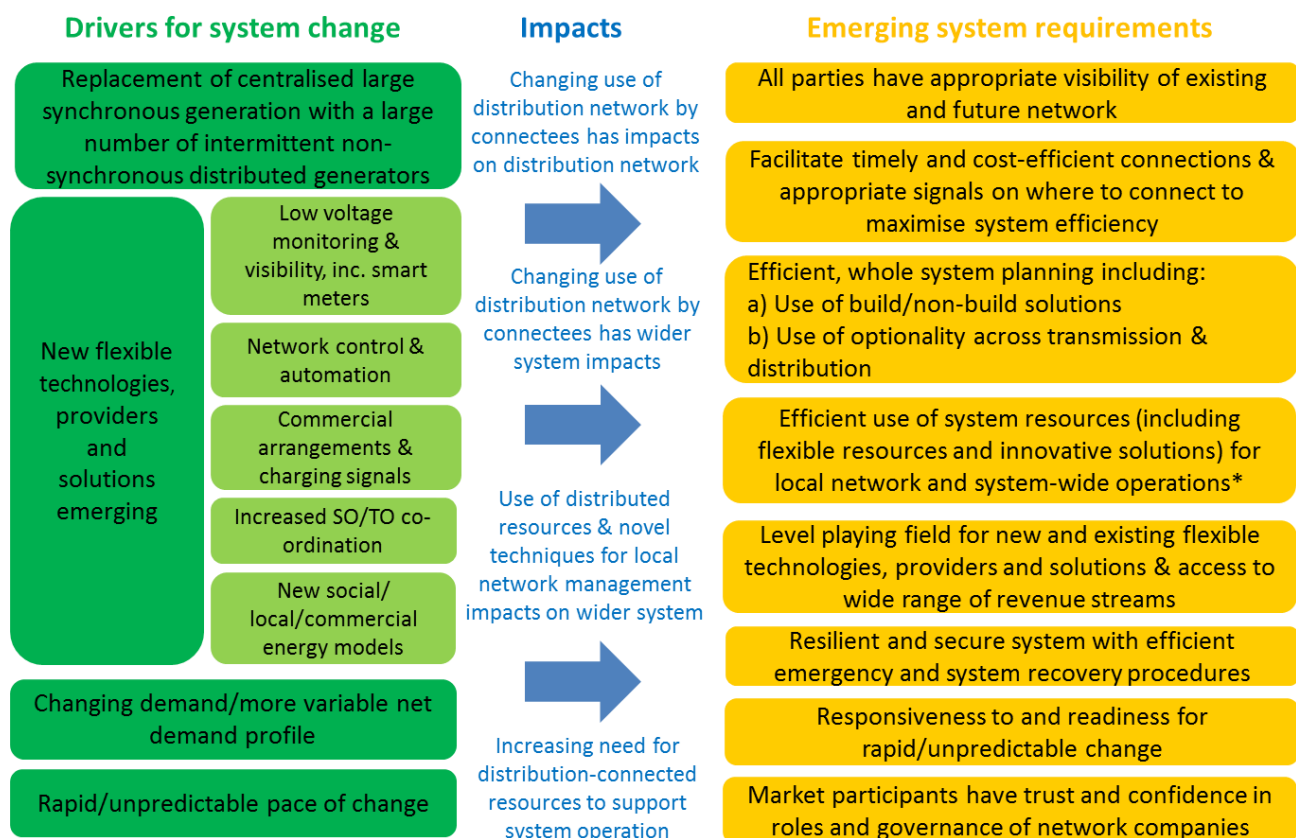 Drivers for system change
Replacement of centralised large
synchronous generation with a large
number of intermittent non-
synchronous distributed generators
New flexible
technologies,
providers
and
solutions
emerging
Low voltage
monitoring &
visibility, inc. smart
meters
Network control &
automation
Commercial
arrangements &
charging signals
Increased SO/TO co-
ordination
New social/
local/commercial
energy models
Changing demand/more variable net
demand profile
Rapid/unpredictable pace of change
Impacts
Changing use of
distribution network by
connectees has impacts
on distribution network
Changing use of
distribution network by
connectees has wider
system impacts
Use of distributed
resources & novel
techniques for local
network management
impacts on wider system
Increasing need for
distribution-connected
resources to support
system operation
Emerging system requirements
All parties have appropriate visibility of existing
and future network
Facilitate timely and cost-efficient connections &
appropriate signals on where to connect to
maximise system efficiency
Efficient, whole system planning including:
a) Use of build/non-build solutions
b) Use of optionality across transmission &
distribution
Efficient use of system resources (including
flexible resources and innovative solutions) for
local network and system-wide operations*
Level playing field for new and existing flexible
technologies, providers and solutions & access to
wide range of revenue streams
Resilient and secure system with efficient
emergency and system recovery procedures
Responsiveness to and readiness for
rapid/unpredictable change
Market participants have trust and confidence in
roles and governance of network companies